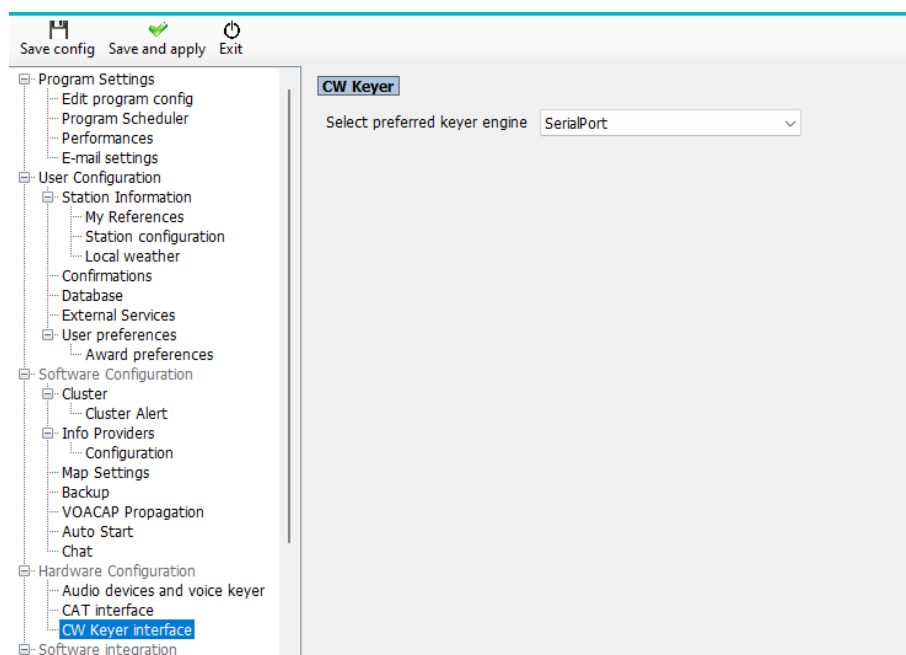 Save config Save and apply Exit
Program Settings
Edit program config
Program Scheduler
Performances
E-mail settings
User Configuration
Station Information
My References
Station configuration
Local weather
Confirmations
Database
External Services
User preferences
Award preferences
Software Configuration
Cluster
Cluster Alert
Info Providers
Configuration
Map Settings
Backup
VOACAP Propagation
Auto Start
Chat
Hardware Configuration
Audio devices and voice keyer
CAT interface
CW Keyer interface
Software integration
CW Keyer
Select preferred keyer engine SerialPort